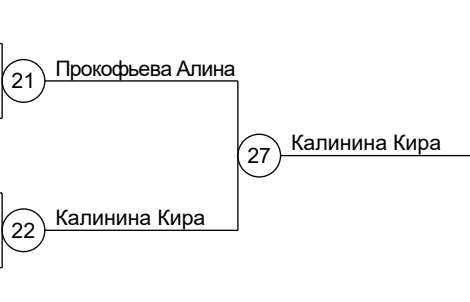 21 Прокофьева Алина
27 Калинина Кира
22 Калинина Кира